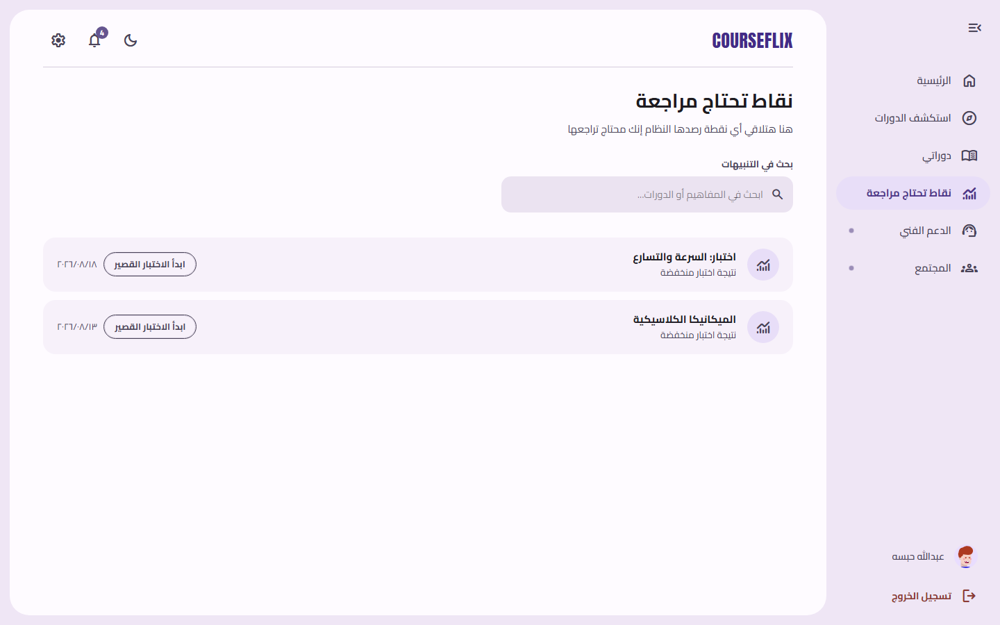 الرئيسية
استكشف الدورات
دوراتي
نقاط تحتاج مراجعة
الدعم الفني
المجتمع
عبدالله حبسه
تسجيل الخروج
COURSEFLIX
4
نقاط تحتاج مراجعة
هنا هتلاقي أي نقطة رصدها النظام إنك محتاج تراجعها
بحث في التنبيهات
ابحث في المفاهيم أو الدورات...
اختبار: السرعة والتسارع
نتيجة اختبار منخفضة
ابدأ الاختبار القصير
٢٠٢٦/٠٨/١٨
الميكانيكا الكلاسيكية
نتيجة اختبار منخفضة
ابدأ الاختبار القصير
٢٠٢٦/٠٨/١٣